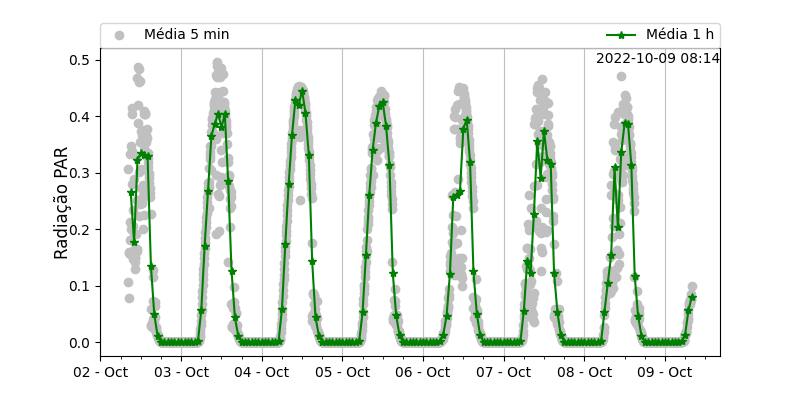 Média 5 min
Média 1 h
2022-10-09 08:14
Radiação PAR
0.5
0.4
0.3
0.2
0.1
0.0
02 - Oct
03 - Oct
04 - Oct
05 - Oct
06 - Oct
07 - Oct
08 - Oct
09 - Oct